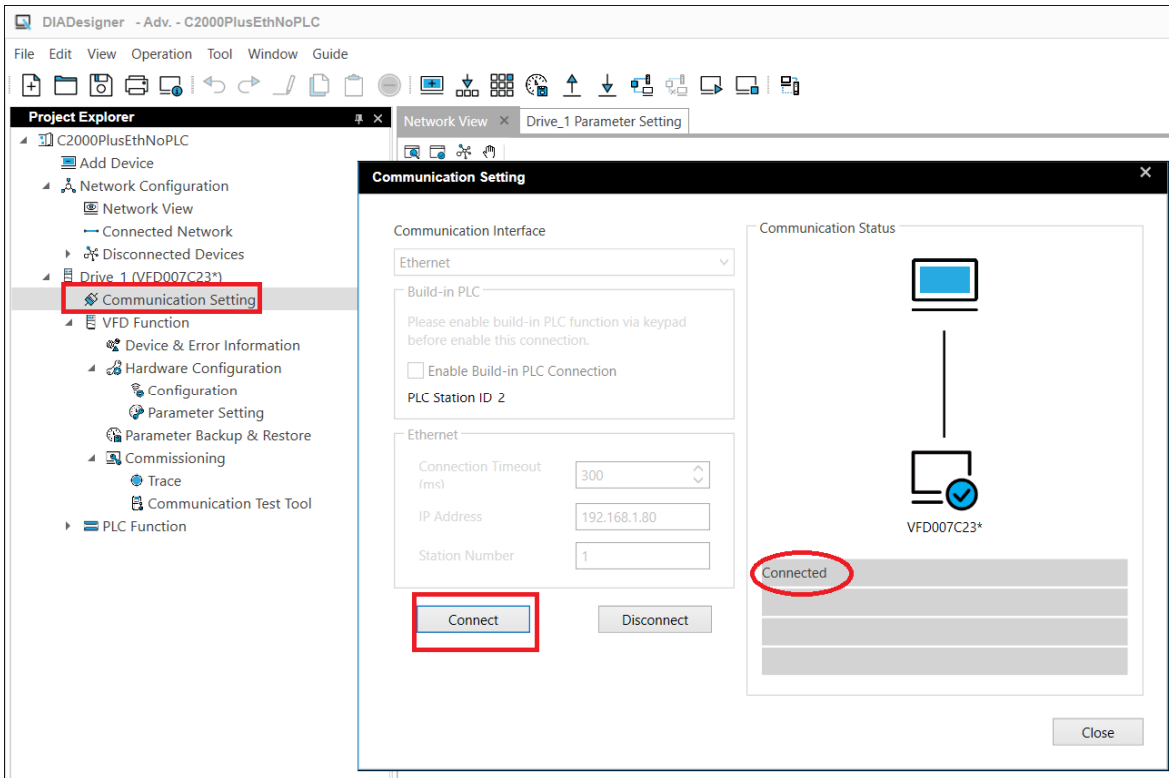 DIADesigner - Adv. - C2000PlusEthNoPLC
File Edit View Operation Tool Window Guide
Project Explorer
C2000PlusEthNoPLC
Add Device
Network Configuration
Network View
Connected Network
Disconnected Devices
Drive_1 (VFD007C23*)
Communication Setting
VFD Function
Device & Error Information
Hardware Configuration
Configuration
Parameter Setting
Parameter Backup & Restore
Commissioning
Trace
Communication Test Tool
PLC Function
Network View
Drive_1 Parameter Setting
Communication Setting
Communication Interface
Ethernet
Build-in PLC
Please enable build-in PLC function via keypad
before enable this connection.
Enable Build-in PLC Connection
PLC Station ID 2
Ethernet
Connection Timeout
(ms)
300
IP Address
192.168.1.80
Station Number
1
Connect
Disconnect
Communication Status
VFD007C23*
Connected
Close